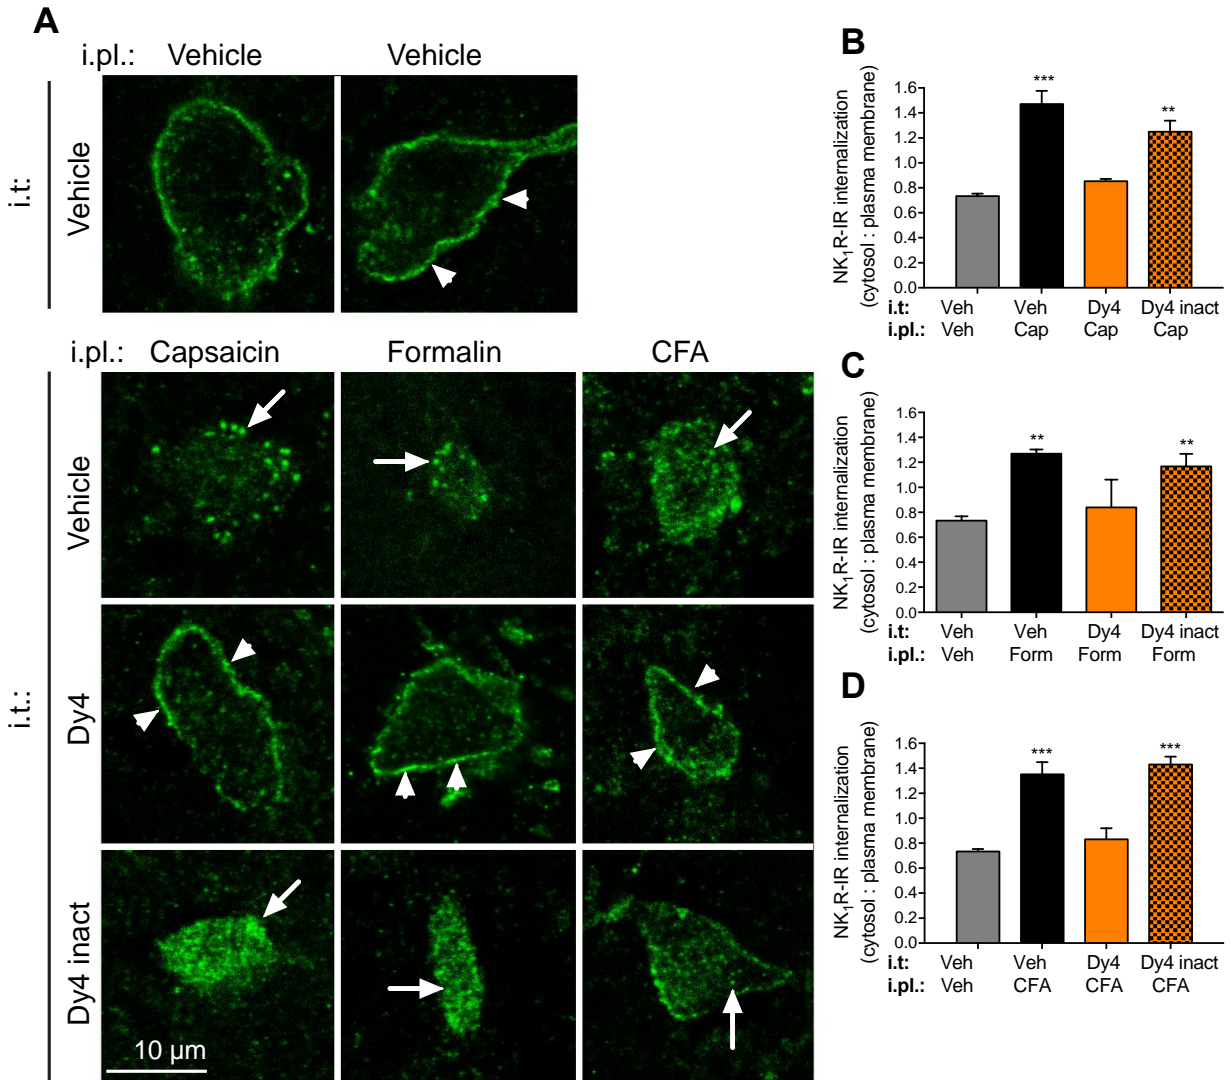 A
i.pl.: Vehicle Vehicle
i.t: Vehicle
i.pl.: Capsaicin Formalin CFA
i.t.:
Vehicle
Dy4
Dy4 inact
10 µm
B
NK₁R-IR internalization
(cytosol : plasma membrane)
1.6
1.4
1.2
1.0
0.8
0.6
0.4
0.2
0.0
*** **
i.t: Veh Veh Dy4 Dy4 inact
i.pl.: Veh Cap Cap Cap
C
NK₁R-IR internalization
(cytosol : plasma membrane)
1.6
1.4
1.2
1.0
0.8
0.6
0.4
0.2
0.0
** **
i.t: Veh Veh Dy4 Dy4 inact
i.pl.: Veh Form Form Form
D
NK₁R-IR internalization
(cytosol : plasma membrane)
1.6
1.4
1.2
1.0
0.8
0.6
0.4
0.2
0.0
*** ***
i.t: Veh Veh Dy4 Dy4 inact
i.pl.: Veh CFA CFA CFA